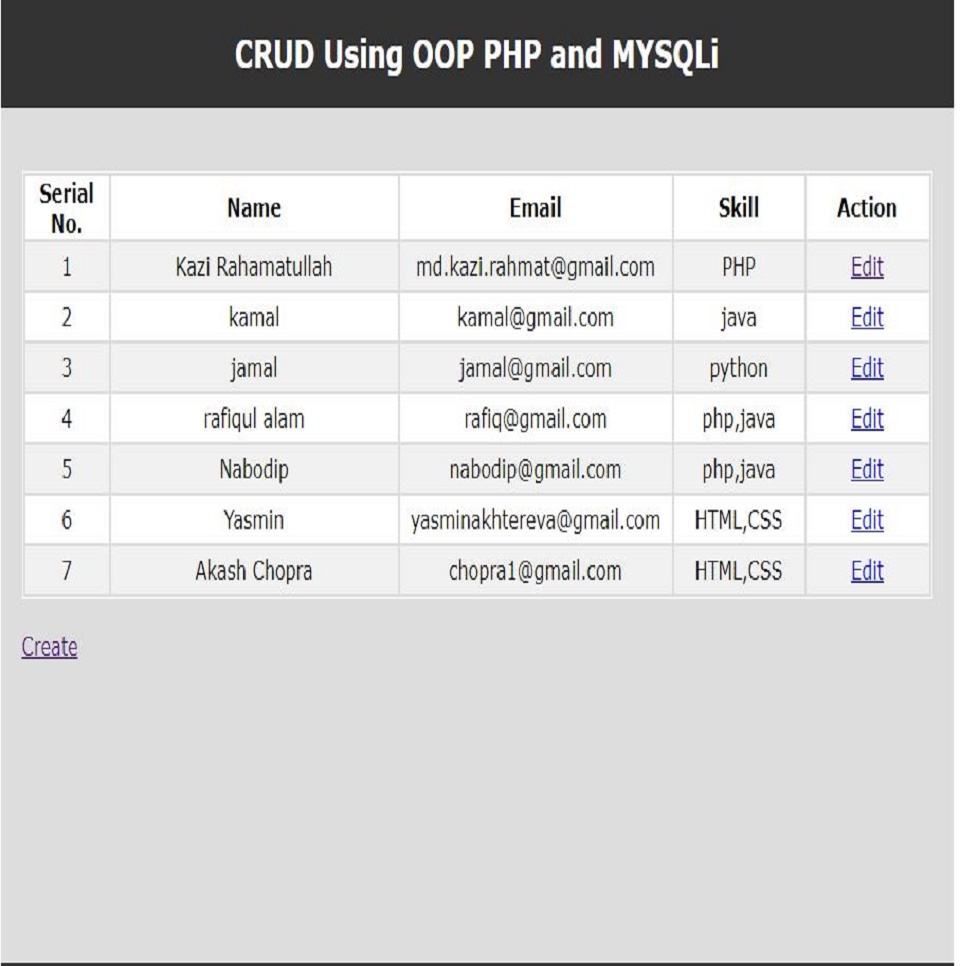 CRUD Using OOP PHP and MYSQLi
Serial No. Name Email Skill Action
1 Kazi Rahamatullah md.kazi.rahmat@gmail.com PHP Edit
2 kamal kamal@gmail.com java Edit
3 jamal jamal@gmail.com python Edit
4 rafiqul alam rafiq@gmail.com php,java Edit
5 Nabodip nabodip@gmail.com php,java Edit
6 Yasmin yasminakhtereva@gmail.com HTML,CSS Edit
7 Akash Chopra chopra1@gmail.com HTML,CSS Edit
Create